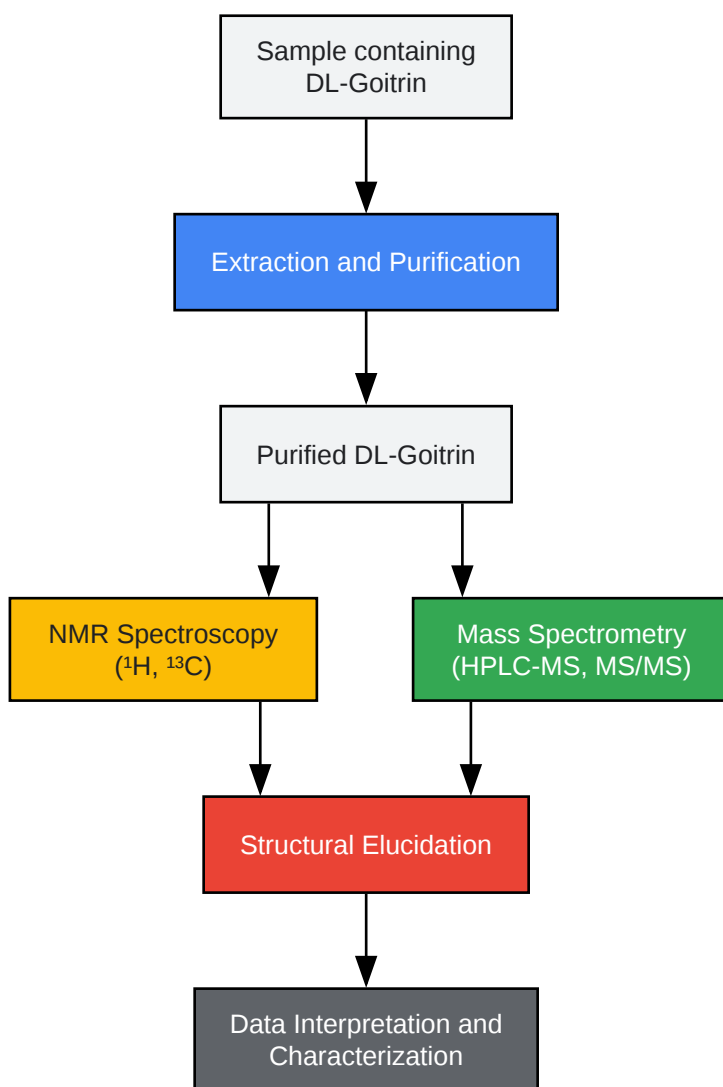 Sample containing
DL-Goitrin
Extraction and Purification
Purified DL-Goitrin
NMR Spectroscopy
(¹H, ¹³C)
Mass Spectrometry
(HPLC-MS, MS/MS)
Structural Elucidation
Data Interpretation and
Characterization